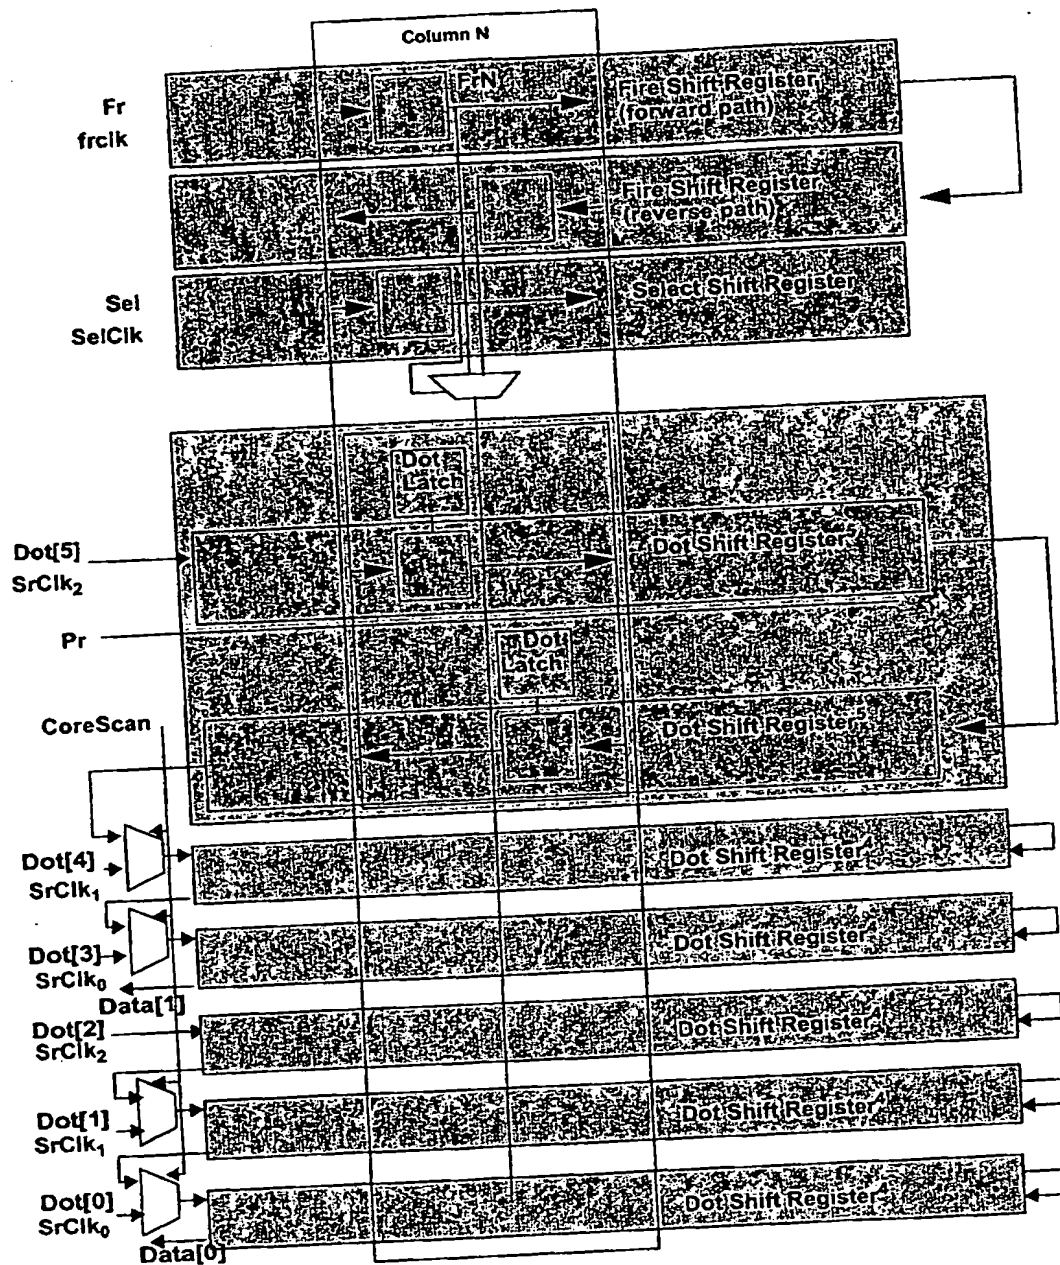 Column N
Fr
frclk
FrN
Fire Shift Register
(forward path)
Fire Shift Register
(reverse path)
Sel
SelClk
Select Shift Register
Dot
Latch
Dot[5]
SrClk2
Dot Shift Register
Pr
Dot
Latch
CoreScan
Dot Shift Register
Dot[4]
SrClk1
Dot Shift Register
Dot[3]
SrClk0
Dot Shift Register
Data[1]
Dot[2]
SrClk2
Dot Shift Register
Dot[1]
SrClk1
Dot Shift Register
Dot[0]
SrClk0
Dot Shift Register
Data[0]